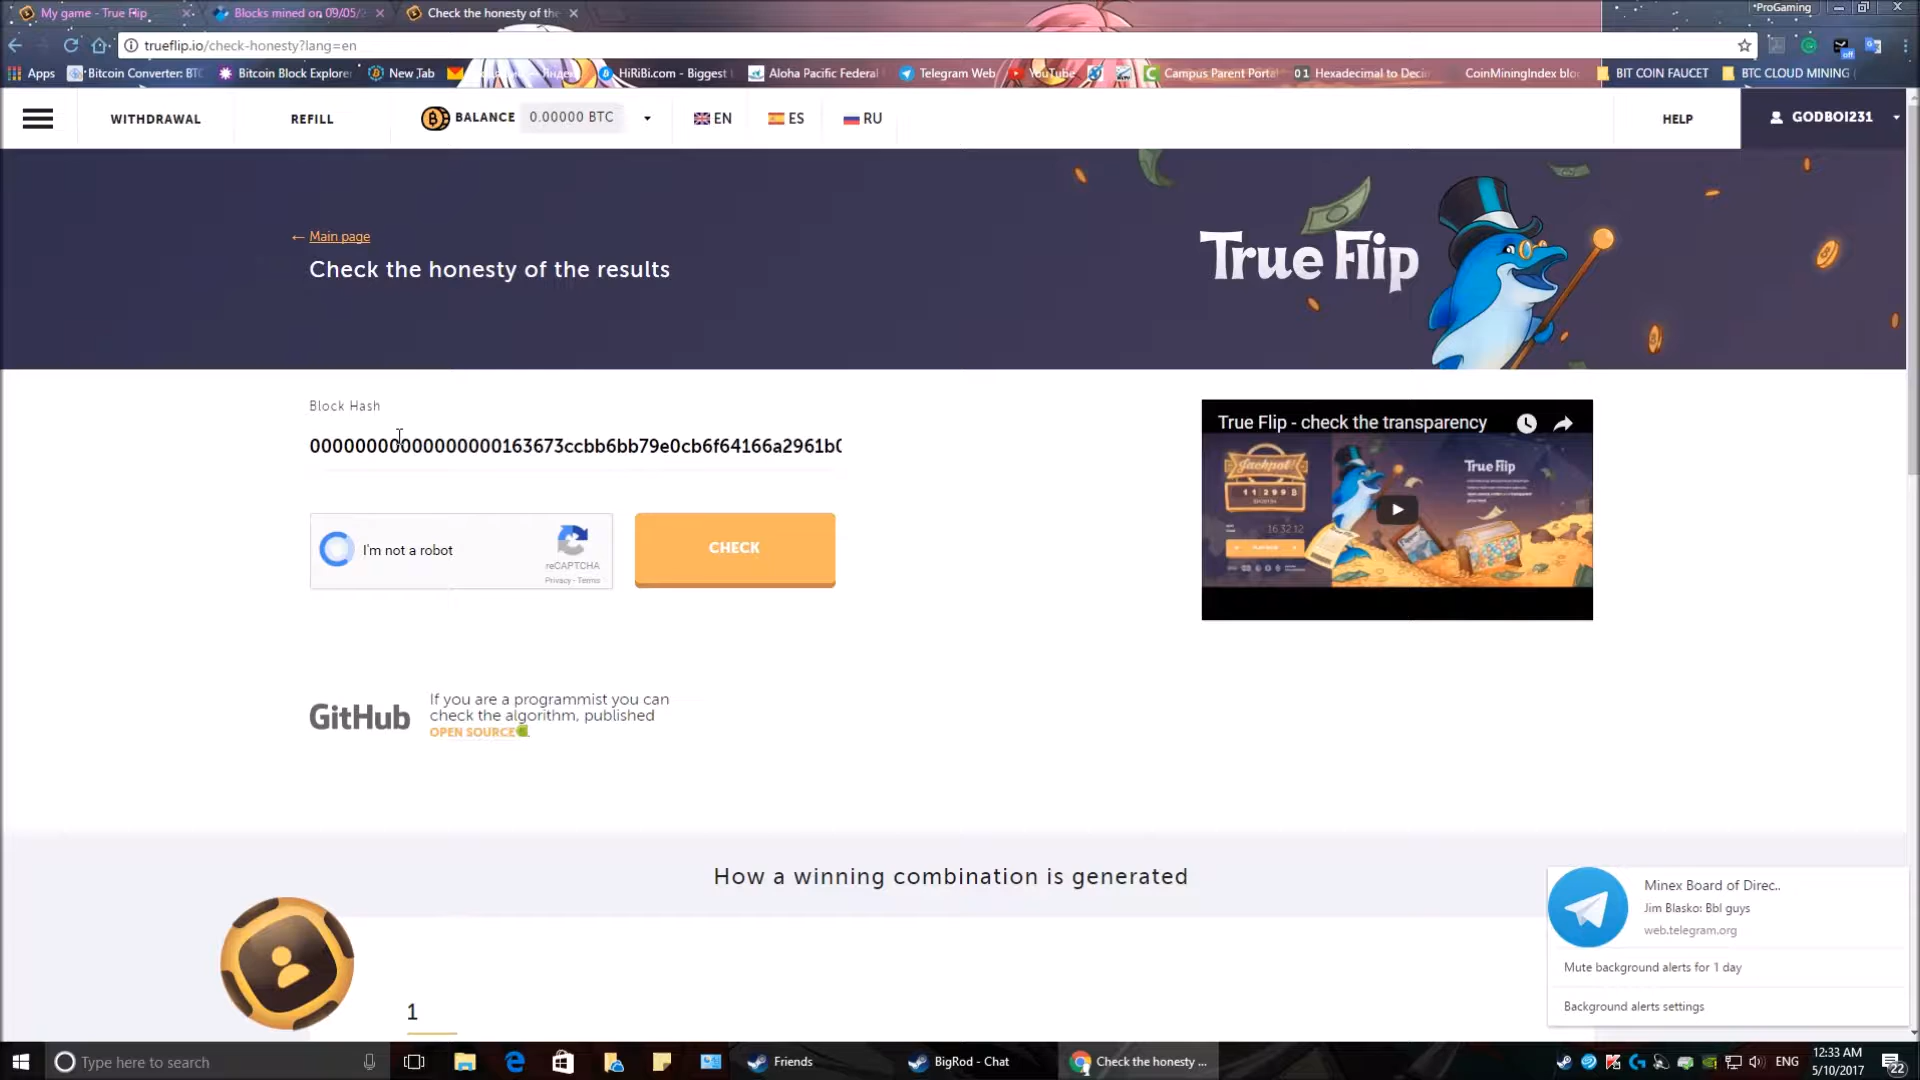 My game - True Flip
Blocks mined on 09/05/
Check the honesty of the
*ProGaming
trueflip.io/check-honesty?lang=en
Apps
Bitcoin Converter: BTC
Bitcoin Block Explorer
New Tab
HiRiBi.com - Biggest
Aloha Pacific Federal
Telegram Web
YouTube
Campus Parent Porta
Hexadecimal to Deci
CoinMiningIndex blo
BIT COIN FAUCET
BTC CLOUD MINING
WITHDRAWAL
REFILL
BALANCE
0.00000 BTC
EN
ES
RU
HELP
GODBOI231
← Main page
Check the honesty of the results
True Flip
Block Hash
000000000000000000163673ccbb6bb79e0cb6f64166a2961b0
I'm not a robot
reCAPTCHA
Privacy - Terms
CHECK
True Flip - check the transparency
Jackpot!
True Flip
16 32 12
GitHub
If you are a programmist you can
check the algorithm, published
OPEN SOURCE
How a winning combination is generated
1
Minex Board of Direc..
Jim Blasko: Bbl guys
web.telegram.org
Mute background alerts for 1 day
Background alerts settings
Type here to search
Friends
BigRod - Chat
Check the honesty ...
ENG
12:33 AM
5/10/2017
22